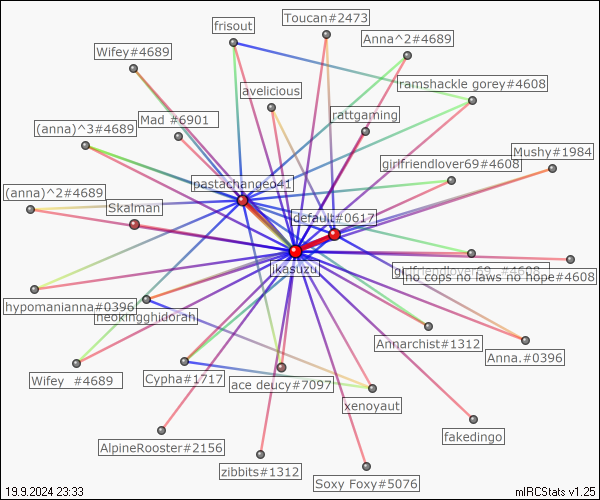 Toucan#2473
frisout
Anna^2#4689
Wifey#4689
ramshackle gorey#4608
avelicious
rattgaming
Mad #6901
(anna)^3#4689
Mushy#1984
girlfriendlover69#4608
pastachangeo41
(anna)^2#4689
Skalman
default#0617
jkasuzu
girlfriendlover69_#4608
no cops no laws no hope#4608
hypomanianna#0396
neokingghidorah
Annarchist#1312
Anna.#0396
Wifey #4689
Cypha#1717
ace deucy#7097
xenoyaut
fakedingo
AlpineRooster#2156
zibbits#1312
Soxy Foxy#5076
19.9.2024 23:33
mIRCStats v1.25